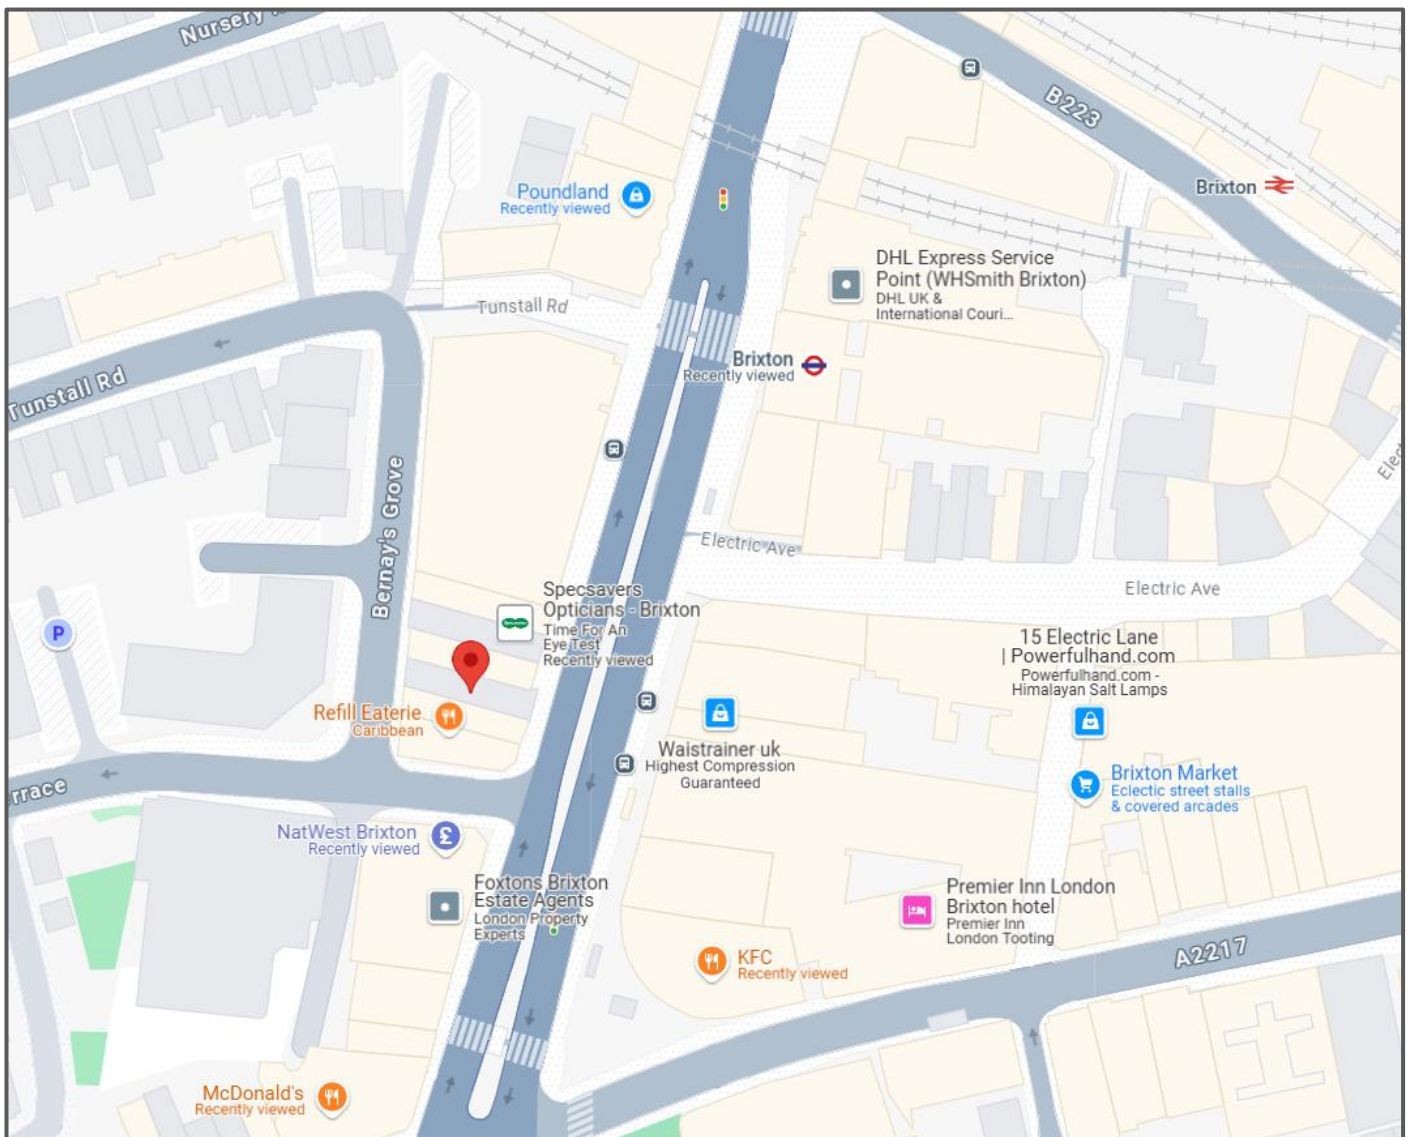 Nursery
B223
Poundland
Recently viewed
Brixton
DHL Express Service
Point (WHSmith Brixton)
DHL UK &
International Couri...
Tunstall Rd
Brixton
Recently viewed
Tunstall Rd
Bernay's Grove
Electric Ave
Electric Ave
Specsavers
Opticians - Brixton
Time For An
Eye Test
Recently viewed
P
15 Electric Lane
| Powerfulhand.com
Powerfulhand.com -
Himalayan Salt Lamps
Refill Eaterie
Caribbean
Waistrainer uk
Highest Compression
Guaranteed
Brixton Market
Eclectic street stalls
& covered arcades
rrace
NatWest Brixton
Recently viewed
£
Foxtons Brixton
Estate Agents
London Property
Experts
Premier Inn London
Brixton hotel
Premier Inn
London Tooting
KFC
Recently viewed
A2217
McDonald's
Recently viewed